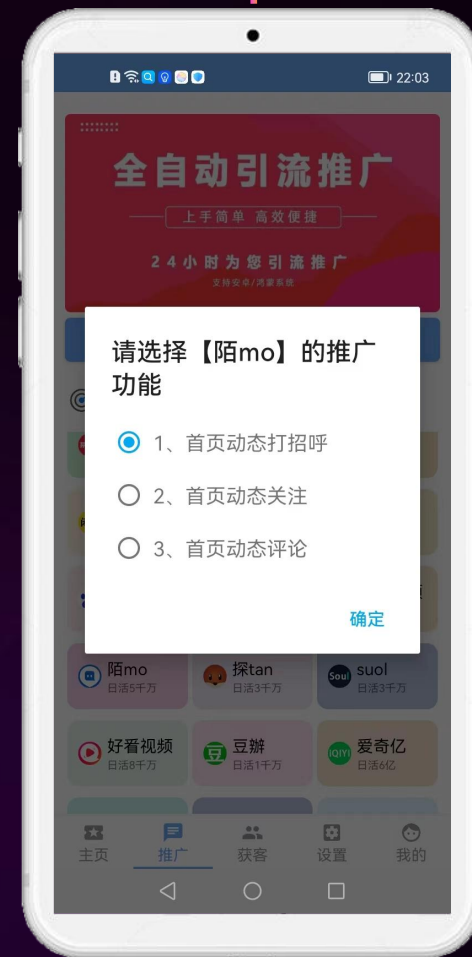 22:03
全自动引流推广
上手简单 高效便捷
24小时为您引流推广
支持安卓/鸿蒙系统
请选择【陌mo】的推广
功能
1、首页动态打招呼
2、首页动态关注
3、首页动态评论
确定
陌mo
日活5千万
探tan
日活3千万
Soul
suol
日活3千万
好看视频
日活8千万
豆
豆辦
日活1千万
iQIYI
爱奇亿
日活6亿
主页
推广
获客
设置
我的